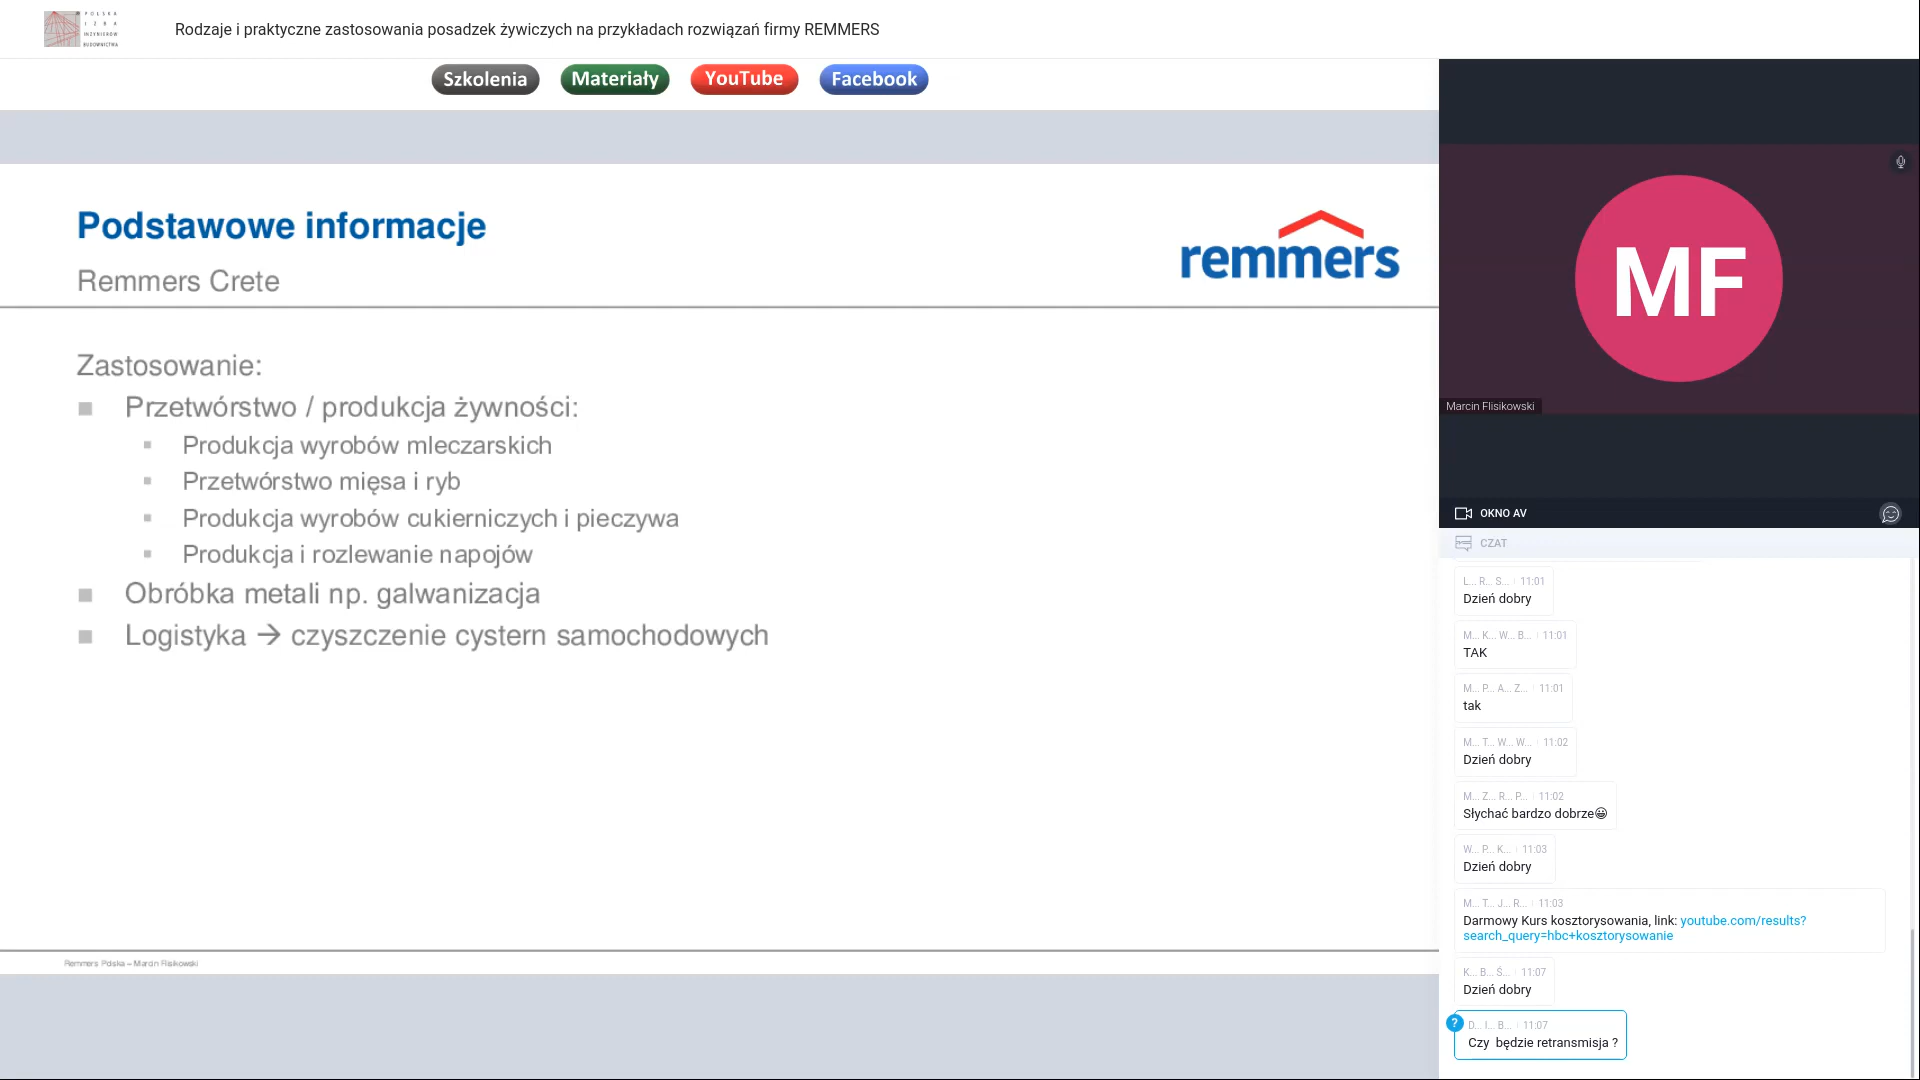 POLSKA
IZBA
INŻYNIERÓW
BUDOWNICTWA
Rodzaje i praktyczne zastosowania posadzek żywicznych na przykładach rozwiązań firmy REMMERS
Szkolenia
Materiały
YouTube
Facebook
Podstawowe informacje
Remmers Crete
remmers
Zastosowanie:
Przetwórstwo / produkcja żywności:
Produkcja wyrobów mleczarskich
Przetwórstwo mięsa i ryb
Produkcja wyrobów cukierniczych i pieczywa
Produkcja i rozlewanie napojów
Obróbka metali np. galwanizacja
Logistyka → czyszczenie cystern samochodowych
Remmers Polska – Marcin Flisikowski
MF
Marcin Flisikowski
OKNO AV
CZAT
L... R... S... 11:01
Dzień dobry
M... K... W... B... 11:01
TAK
M... P... A... Z... 11:01
tak
M... T... W... W... 11:02
Dzień dobry
M... Z... R... P... 11:02
Słychać bardzo dobrze😀
W... P... K... 11:03
Dzień dobry
M... T... J... R... 11:03
Darmowy Kurs kosztorysowania, link: youtube.com/results?
search_query=hbc+kosztorysowanie
K... B... Ś... 11:07
Dzień dobry
? D... I... B... 11:07
Czy będzie retransmisja ?